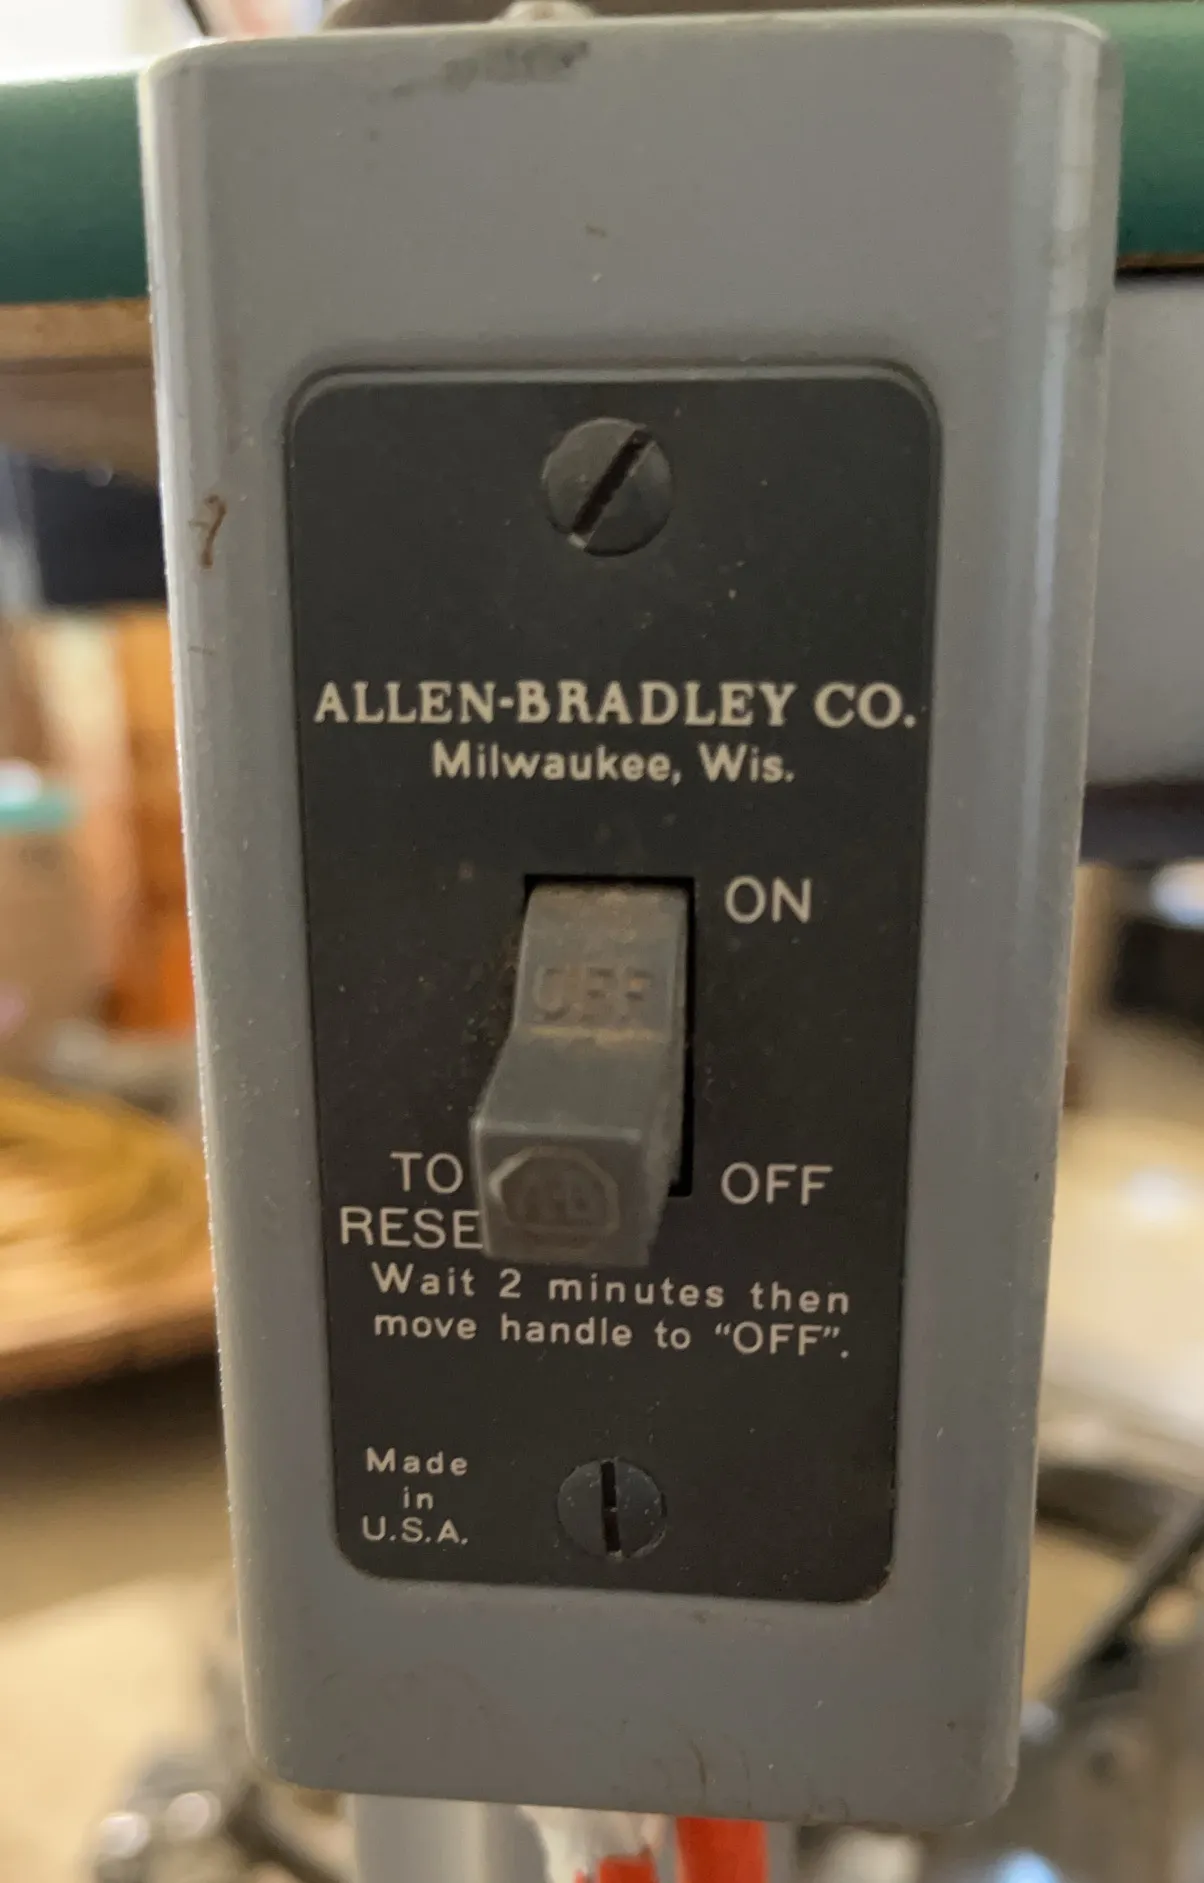 ALLEN-BRADLEY CO.
Milwaukee, Wis.
ON
OFF
TO
RESE
OFF
Wait 2 minutes then
move handle to "OFF".
Made
in
U.S.A.